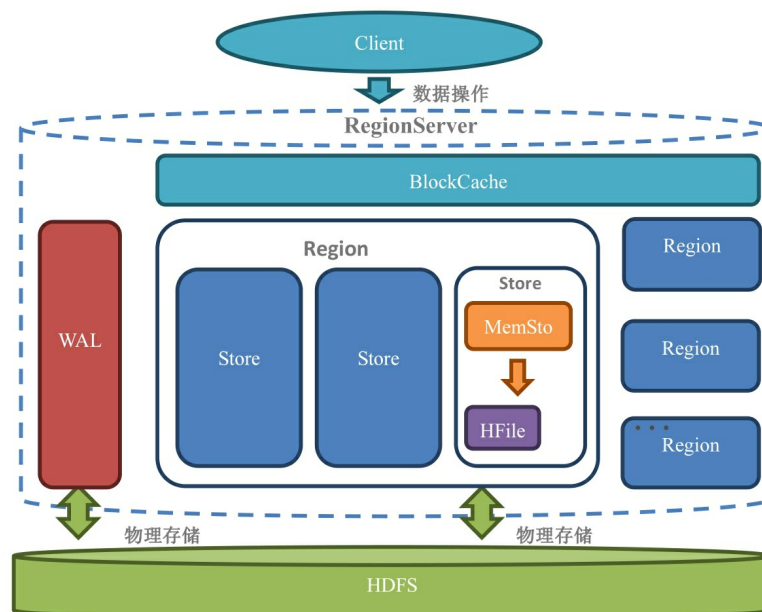 Client
数据操作
RegionServer
BlockCache
WAL
Region
Store
Store
Store
MemSto
HFile
Region
Region
• • •
Region
物理存储
物理存储
HDFS